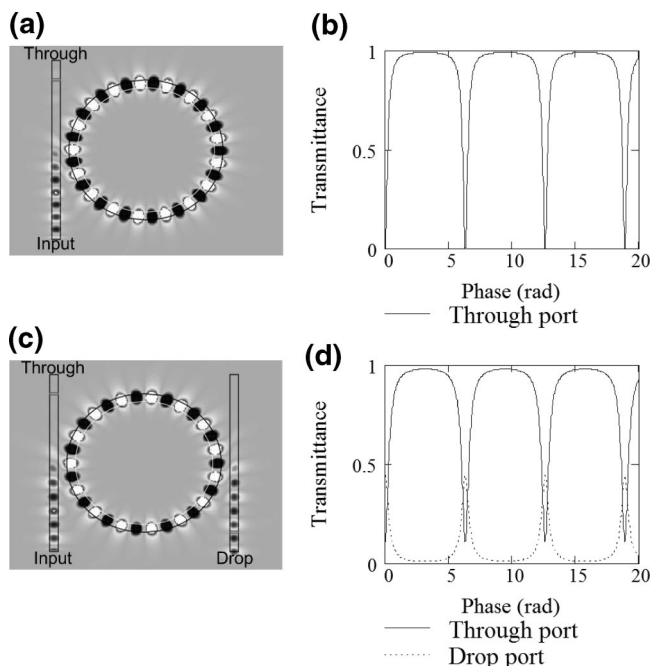 (a)
Through
Input
(b)
1
0.5
0
Transmittance
0 5 10 15 20
Phase (rad)
Through port
(c)
Through
Input Drop
(d)
1
0.5
0
Transmittance
0 5 10 15 20
Phase (rad)
Through port
Drop port